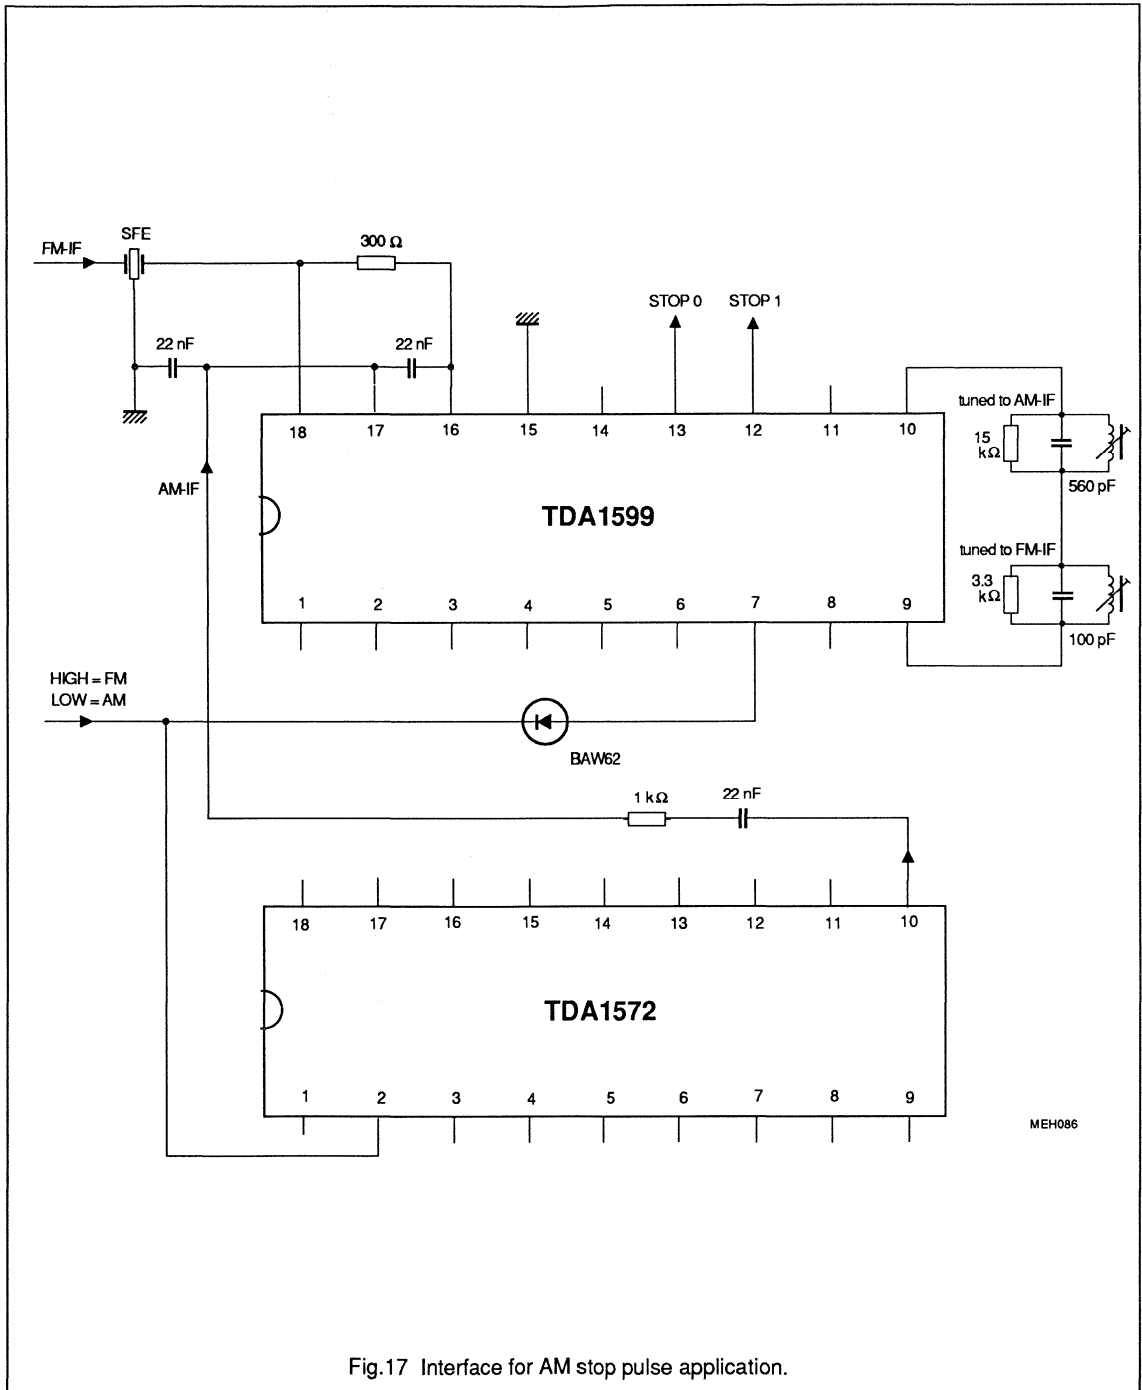 SFE
FM-IF
300 Ω
STOP 0
STOP 1
22 nF
22 nF
tuned to AM-IF
18
17
16
15
14
13
12
11
10
15
kΩ
560 pF
AM-IF
TDA1599
tuned to FM-IF
3.3
kΩ
100 pF
1
2
3
4
5
6
7
8
9
HIGH = FM
LOW = AM
BAW62
1 kΩ
22 nF
18
17
16
15
14
13
12
11
10
TDA1572
1
2
3
4
5
6
7
8
9
MEH086
Fig.17 Interface for AM stop pulse application.